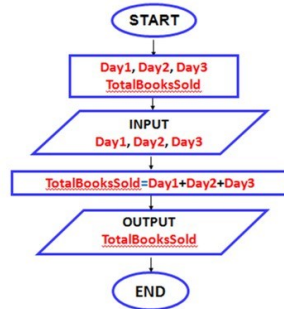 START
Day1, Day2, Day3
TotalBooksSold
INPUT
Day1, Day2, Day3
TotalBooksSold=Day1+Day2+Day3
OUTPUT
TotalBooksSold
END